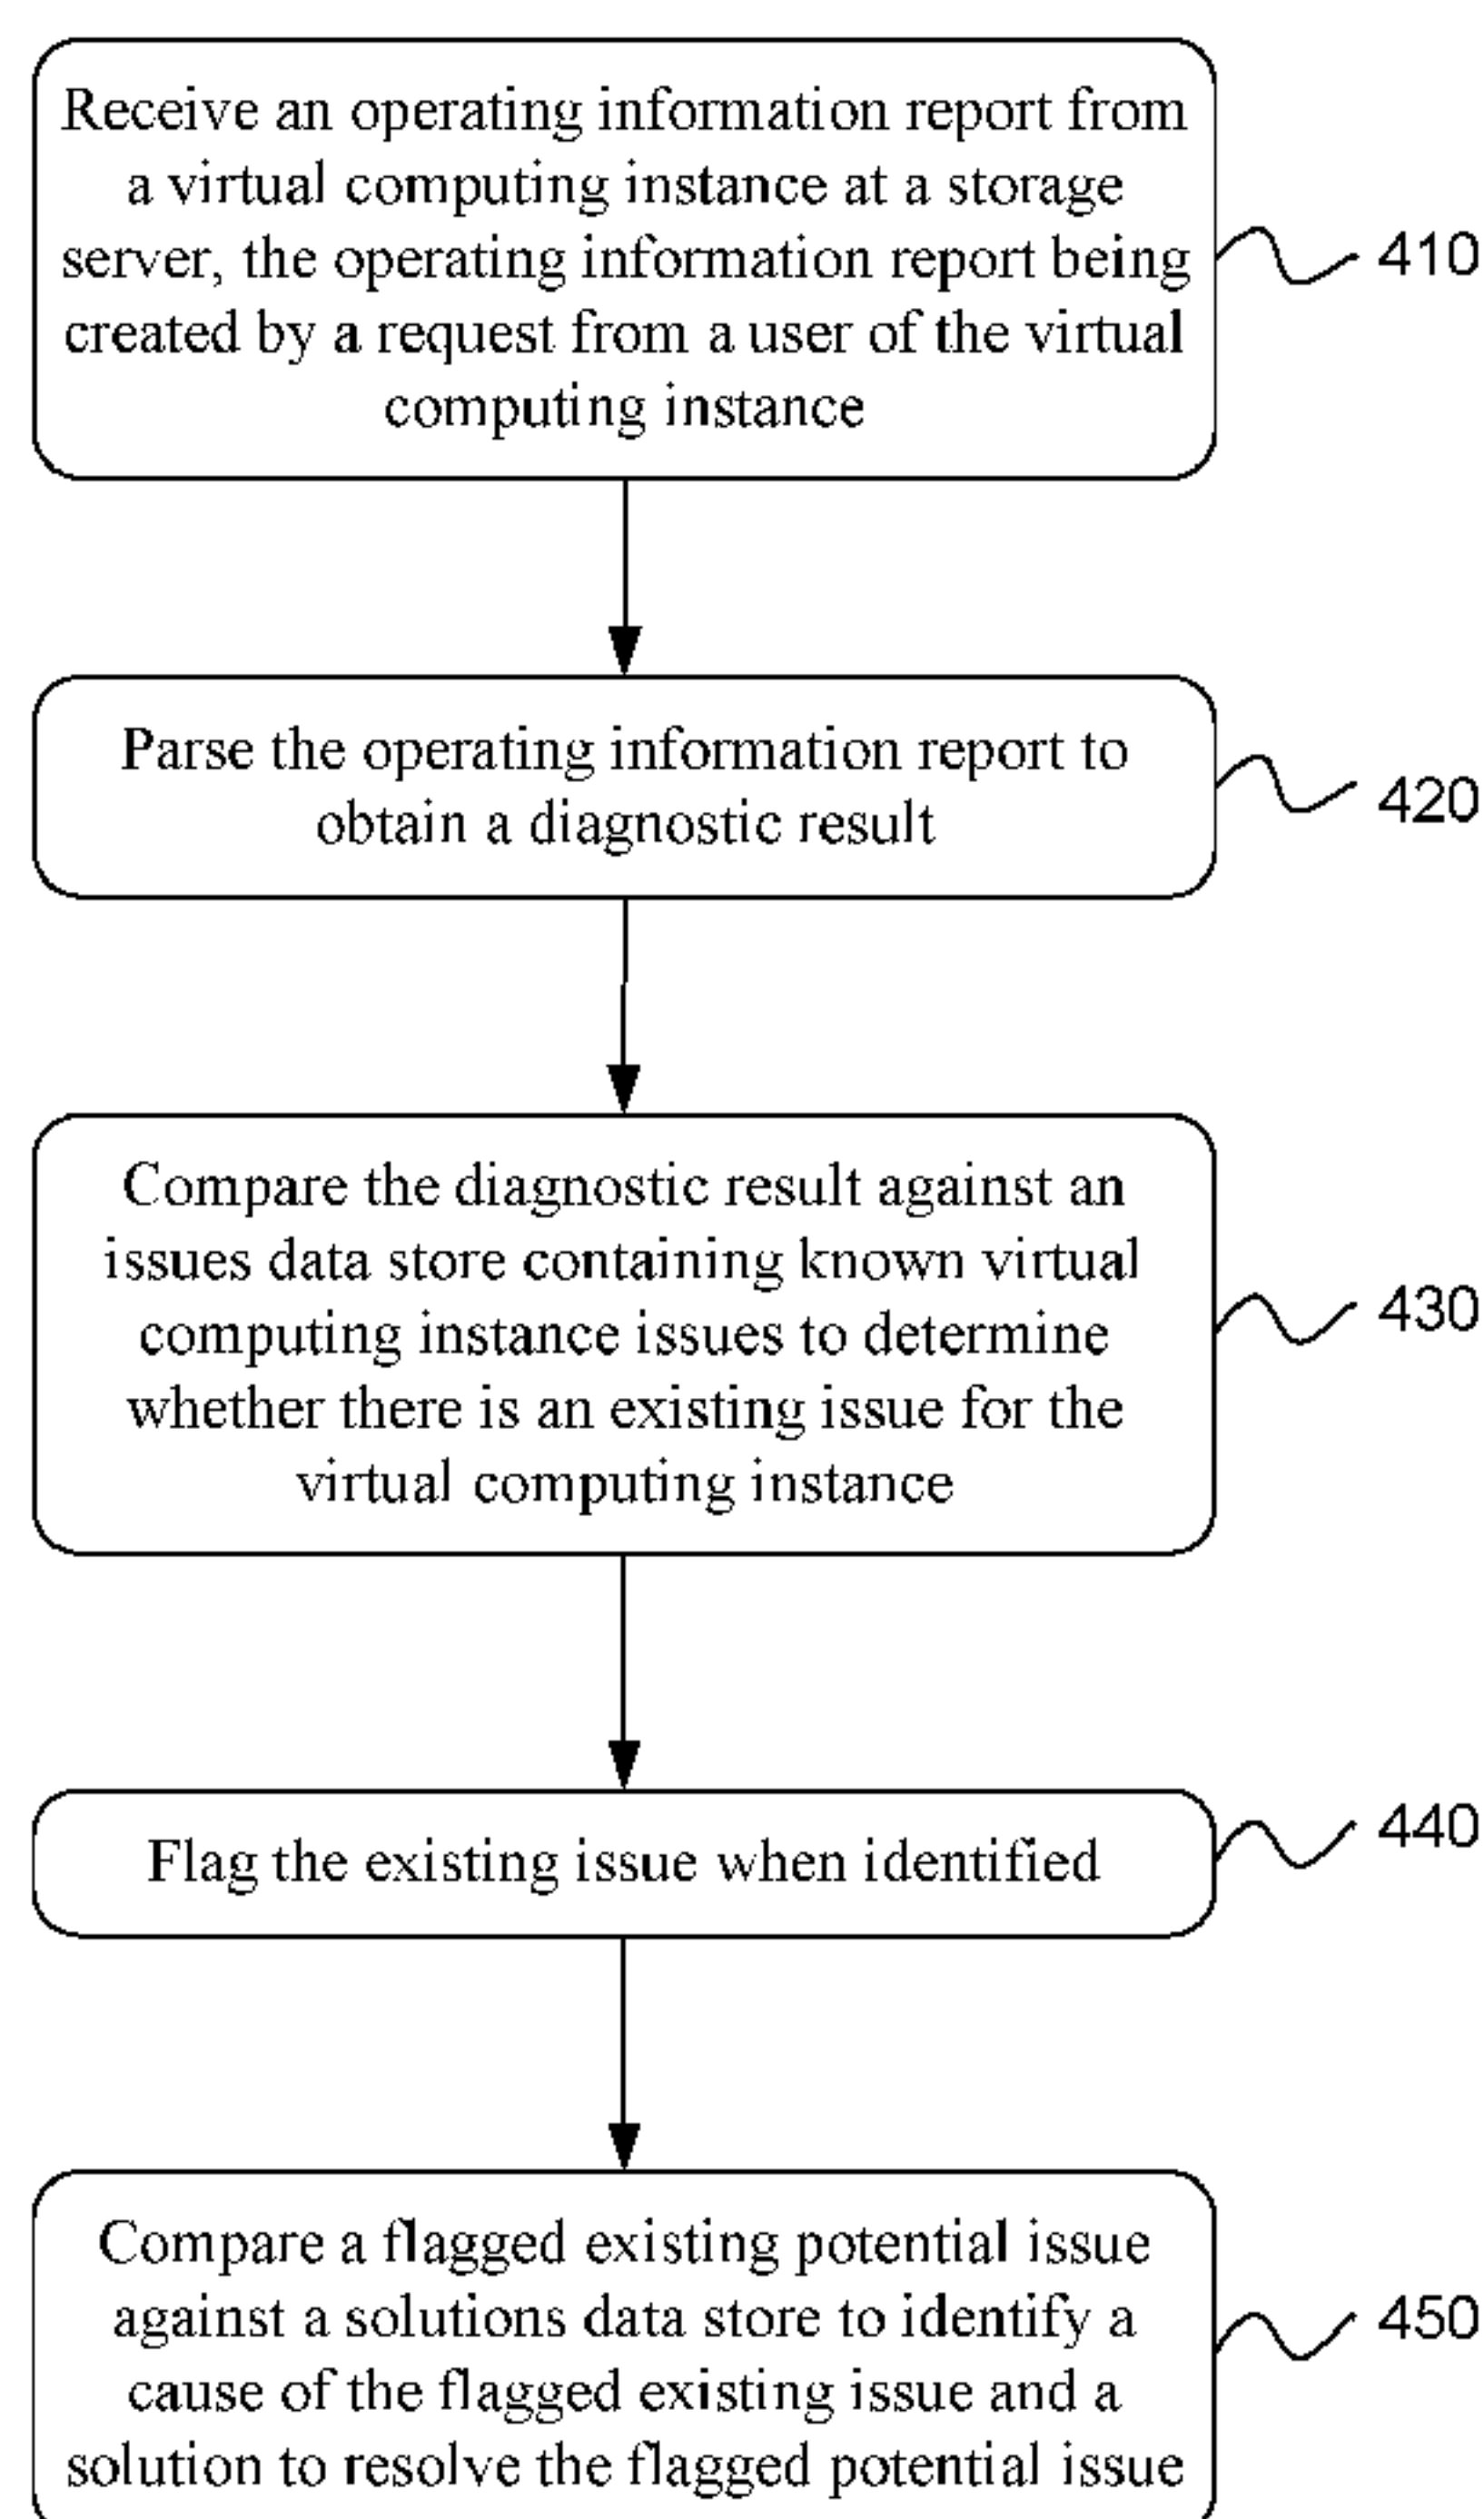 Receive an operating information report from
a virtual computing instance at a storage
server, the operating information report being
created by a request from a user of the virtual
computing instance
410
Parse the operating information report to
obtain a diagnostic result
420
Compare the diagnostic result against an
issues data store containing known virtual
computing instance issues to determine
whether there is an existing issue for the
virtual computing instance
430
Flag the existing issue when identified
440
Compare a flagged existing potential issue
against a solutions data store to identify a
cause of the flagged existing issue and a
solution to resolve the flagged potential issue
450